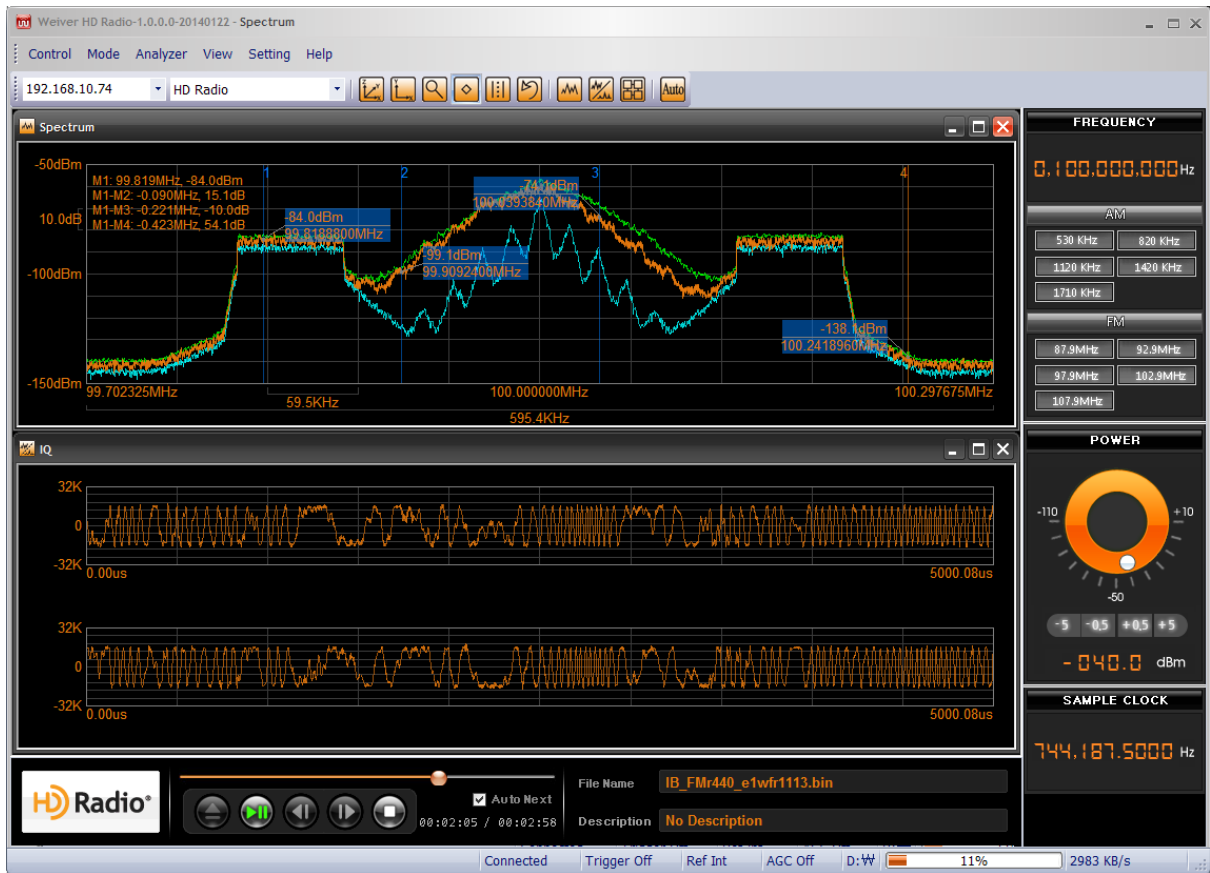 Weiver HD Radio-1.0.0.0-20140122 - Spectrum
Control Mode Analyzer View Setting Help
192.168.10.74 HD Radio Auto
Spectrum
-50dBm
10.0dB
-100dBm
-150dBm
1 2 3 4
M1: 99.819MHz, -84.0dBm
M1-M2: -0.090MHz, 15.1dB
M1-M3: -0.221MHz, -10.0dB
M1-M4: -0.423MHz, 54.1dB
-84.0dBm
99.8188800MHz
-99.1dBm
99.9092400MHz
-74.1dBm
100.0393840MHz
-138.1dBm
100.2418960MHz
99.702325MHz 100.000000MHz 100.297675MHz
59.5KHz
595.4KHz
IQ
32K
0
-32K
0.00us 5000.08us
32K
0
-32K
0.00us 5000.08us
FREQUENCY
0,100,000,000 Hz
AM
530 KHz 820 KHz
1120 KHz 1420 KHz
1710 KHz
FM
87.9MHz 92.9MHz
97.9MHz 102.9MHz
107.9MHz
POWER
-110 +10
-50
-5 -0,5 +0,5 +5
-040.0 dBm
SAMPLE CLOCK
744,187.5000 Hz
HD Radio®
Auto Next
00:02:05 / 00:02:58
File Name IB_FMr440_e1wfr1113.bin
Description No Description
Connected Trigger Off Ref Int AGC Off D:₩ 11% 2983 KB/s